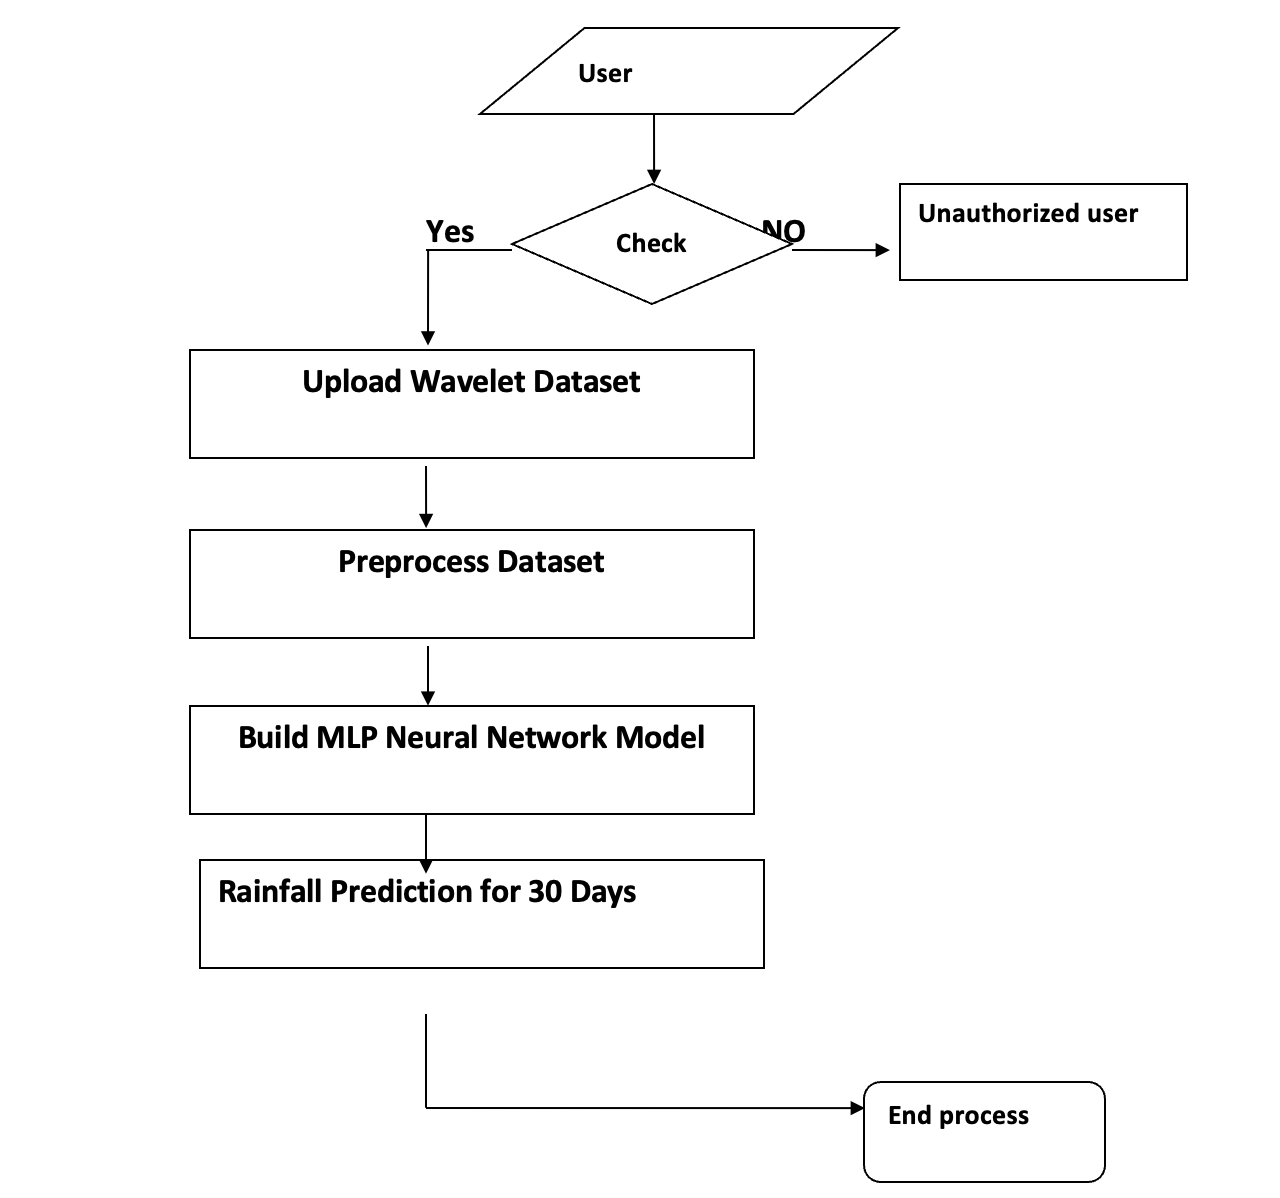 User
Check
Yes
NO
Unauthorized user
Upload Wavelet Dataset
Preprocess Dataset
Build MLP Neural Network Model
Rainfall Prediction for 30 Days
End process